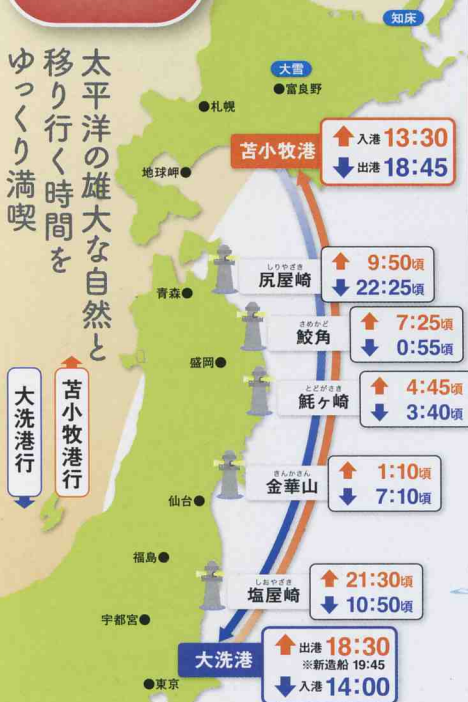 太平洋の雄大な自然と
移り行く時間を
ゆっくり満喫
知床
大雪
●富良野
●札幌
苫小牧港
入港 13:30
出港 18:45
地球岬●
しりやざき
尻屋崎
9:50頃
22:25頃
青森●
さめかど
鮫角
7:25頃
0:55頃
盛岡●
とどがさき
魹ヶ崎
4:45頃
3:40頃
苫小牧港行
大洗港行
きんかさん
金華山
1:10頃
7:10頃
仙台●
福島●
しおやざき
塩屋崎
21:30頃
10:50頃
宇都宮●
大洗港
出港 18:30
※新造船 19:45
入港 14:00
●東京